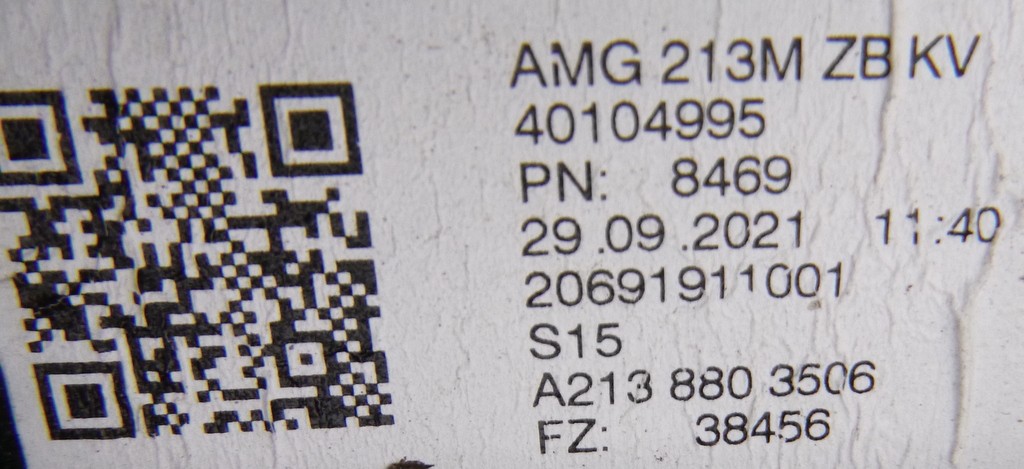 AMG 213M ZB KV
40104995
PN: 8469
29.09.2021 11:40
20691911001
S15
A213 880 3506
FZ: 38456